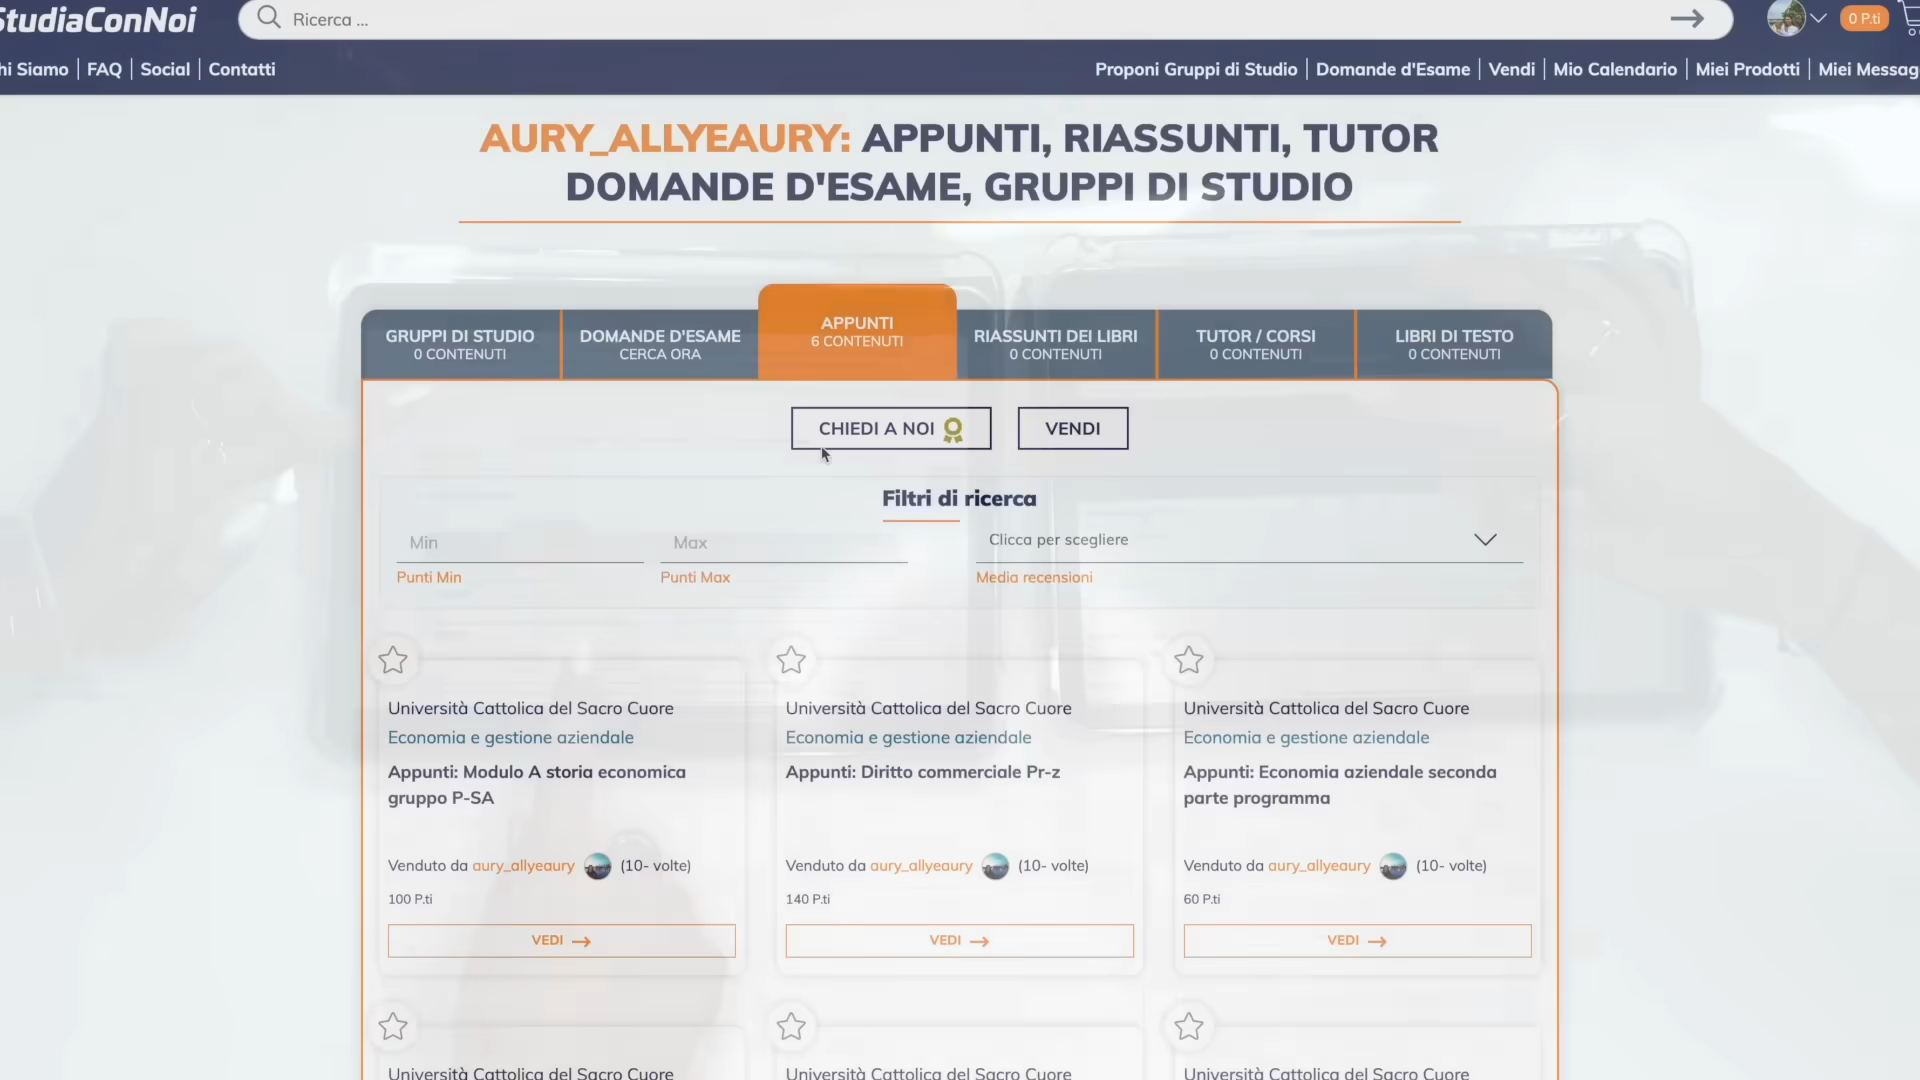 StudiaConNoi
Ricerca ...
0 P.ti
hi Siamo | FAQ | Social | Contatti
Proponi Gruppi di Studio | Domande d'Esame | Vendi | Mio Calendario | Miei Prodotti | Miei Messag
AURY_ALLYEAURY: APPUNTI, RIASSUNTI, TUTOR
DOMANDE D'ESAME, GRUPPI DI STUDIO
GRUPPI DI STUDIO
0 CONTENUTI
DOMANDE D'ESAME
CERCA ORA
APPUNTI
6 CONTENUTI
RIASSUNTI DEI LIBRI
0 CONTENUTI
TUTOR / CORSI
0 CONTENUTI
LIBRI DI TESTO
0 CONTENUTI
CHIEDI A NOI
VENDI
Filtri di ricerca
Min
Punti Min
Max
Punti Max
Clicca per scegliere
Media recensioni
Università Cattolica del Sacro Cuore
Economia e gestione aziendale
Appunti: Modulo A storia economica
gruppo P-SA
Venduto da aury_allyeaury (10- volte)
100 P.ti
VEDI
Università Cattolica del Sacro Cuore
Economia e gestione aziendale
Appunti: Diritto commerciale Pr-z
Venduto da aury_allyeaury (10- volte)
140 P.ti
VEDI
Università Cattolica del Sacro Cuore
Economia e gestione aziendale
Appunti: Economia aziendale seconda
parte programma
Venduto da aury_allyeaury (10- volte)
60 P.ti
VEDI
Università Cattolica del Sacro Cuore
Università Cattolica del Sacro Cuore
Università Cattolica del Sacro Cuore